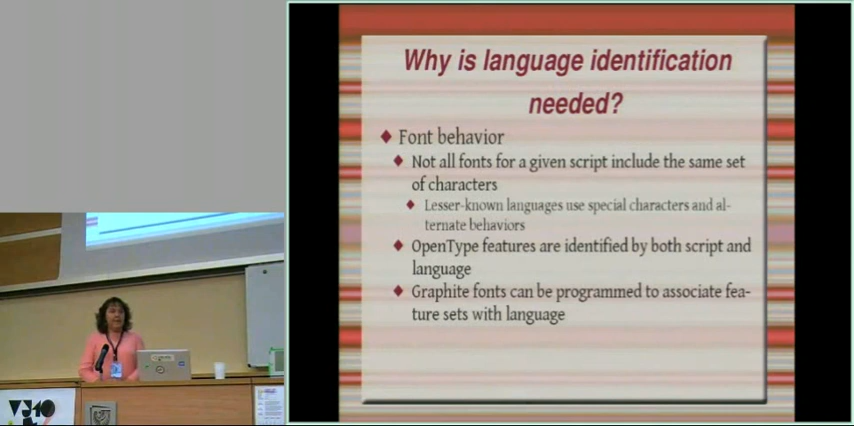 Why is language identification
needed?
Font behavior
Not all fonts for a given script include the same set
of characters
Lesser-known languages use special characters and al-
ternate behaviors
OpenType features are identified by both script and
language
Graphite fonts can be programmed to associate fea-
ture sets with language
VJ10